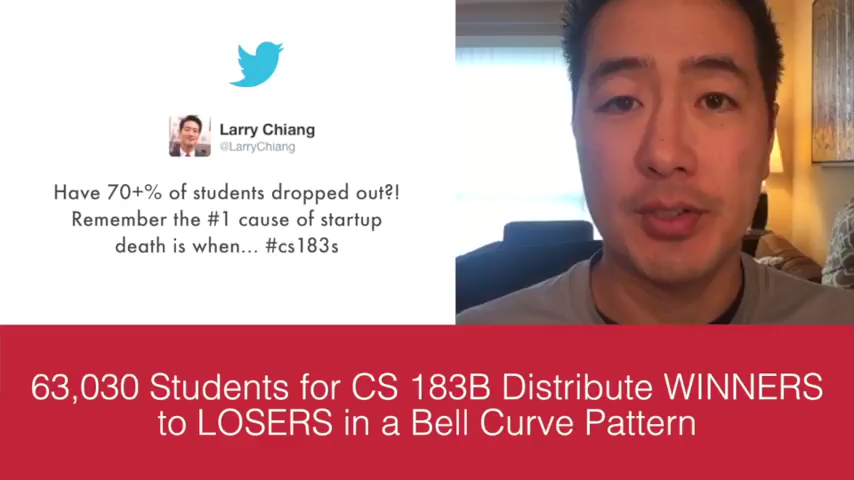 Larry Chiang
@LarryChiang
Have 70+% of students dropped out?!
Remember the #1 cause of startup
death is when... #cs183s
63,030 Students for CS 183B Distribute WINNERS
to LOSERS in a Bell Curve Pattern